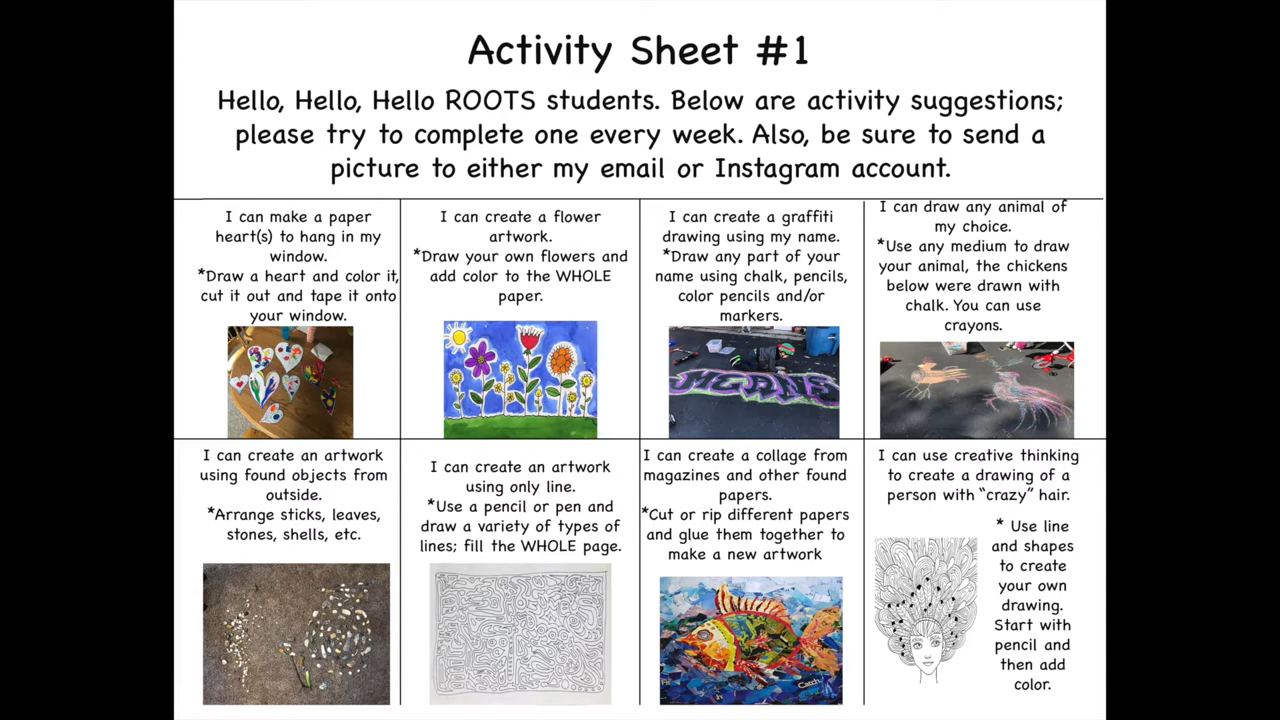 Activity Sheet #1
Hello, Hello, Hello ROOTS students. Below are activity suggestions;
please try to complete one every week. Also, be sure to send a
picture to either my email or Instagram account.
I can make a paper
heart(s) to hang in my
window.
*Draw a heart and color it,
cut it out and tape it onto
your window.
I can create a flower
artwork.
*Draw your own flowers and
add color to the WHOLE
paper.
I can create a graffiti
drawing using my name.
*Draw any part of your
name using chalk, pencils,
color pencils and/or
markers.
MEANS
I can draw any animal of
my choice.
*Use any medium to draw
your animal, the chickens
below were drawn with
chalk. You can use
crayons.
I can create an artwork
using found objects from
outside.
*Arrange sticks, leaves,
stones, shells, etc.
I can create an artwork
using only line.
*Use a pencil or pen and
draw a variety of types of
lines; fill the WHOLE page.
I can create a collage from
magazines and other found
papers.
*Cut or rip different papers
and glue them together to
make a new artwork
I can use creative thinking
to create a drawing of a
person with "crazy" hair.
* Use line
and shapes
to create
your own
drawing.
Start with
pencil and
then add
color.